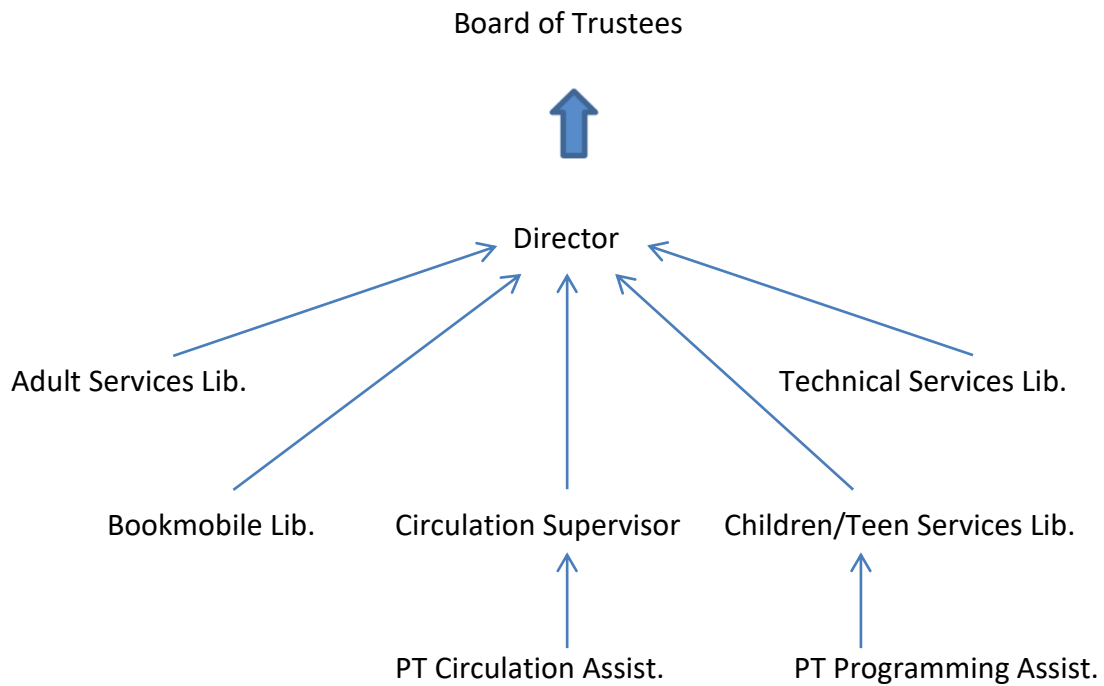 Board of Trustees
Director
Adult Services Lib.
Technical Services Lib.
Bookmobile Lib.
Circulation Supervisor
Children/Teen Services Lib.
PT Circulation Assist.
PT Programming Assist.